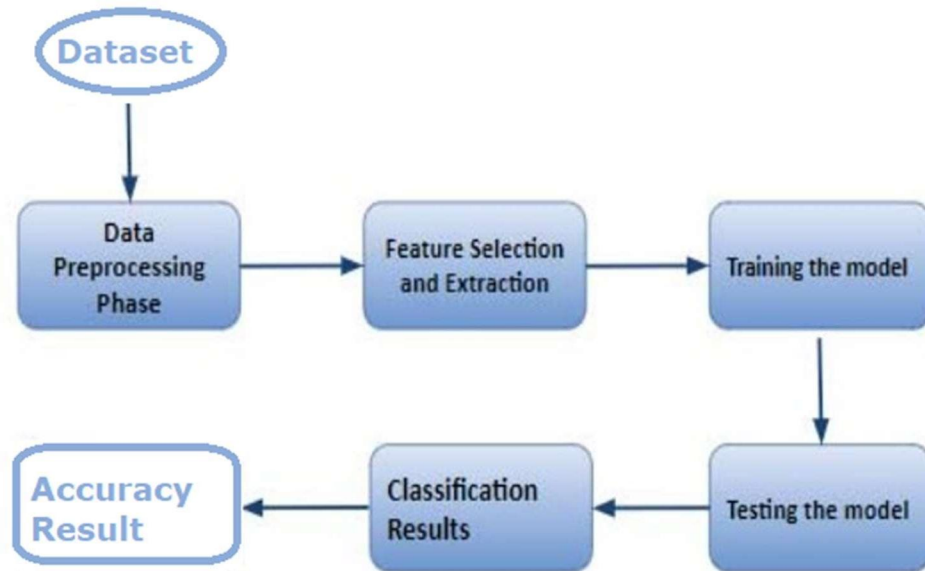 Dataset
Data
Preprocessing
Phase
Feature Selection
and Extraction
Training the model
Testing the model
Classification
Results
Accuracy
Result